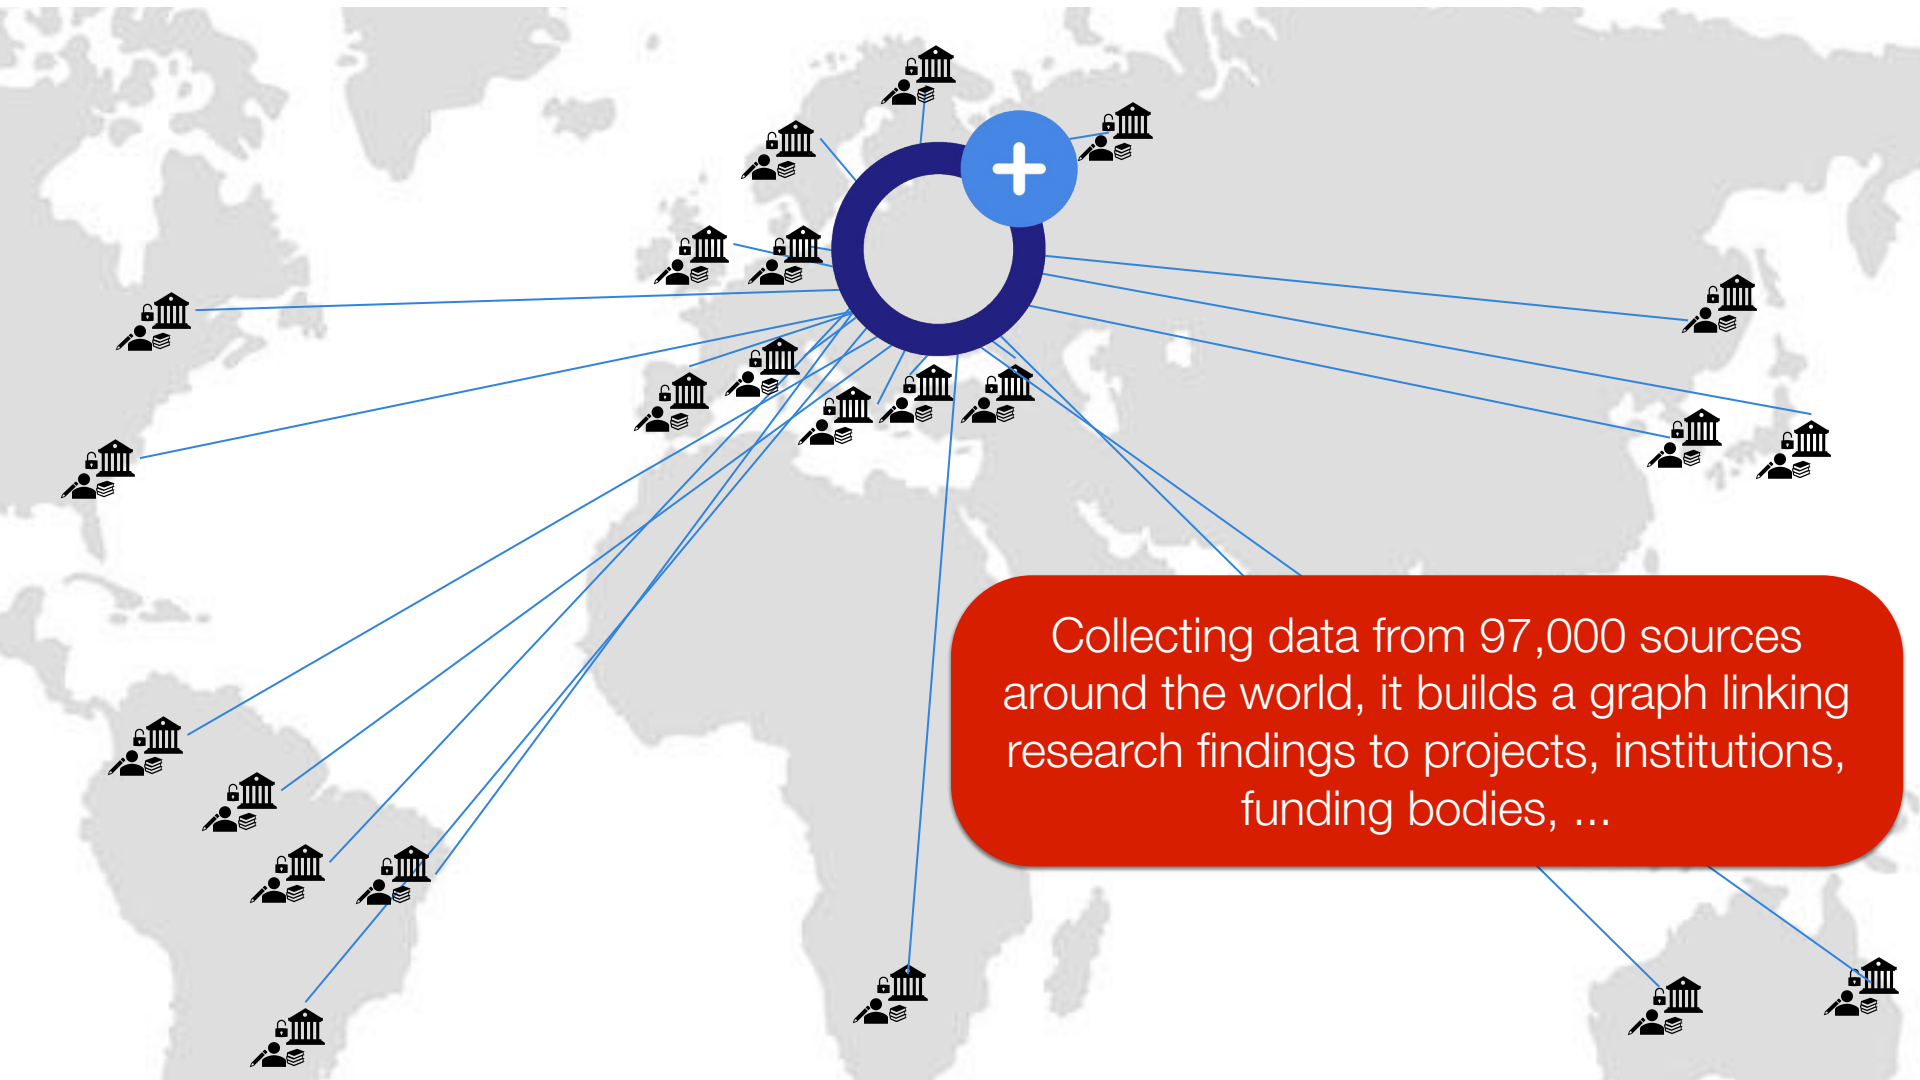 Collecting data from 97,000 sources
around the world, it builds a graph linking
research findings to projects, institutions,
funding bodies, ...